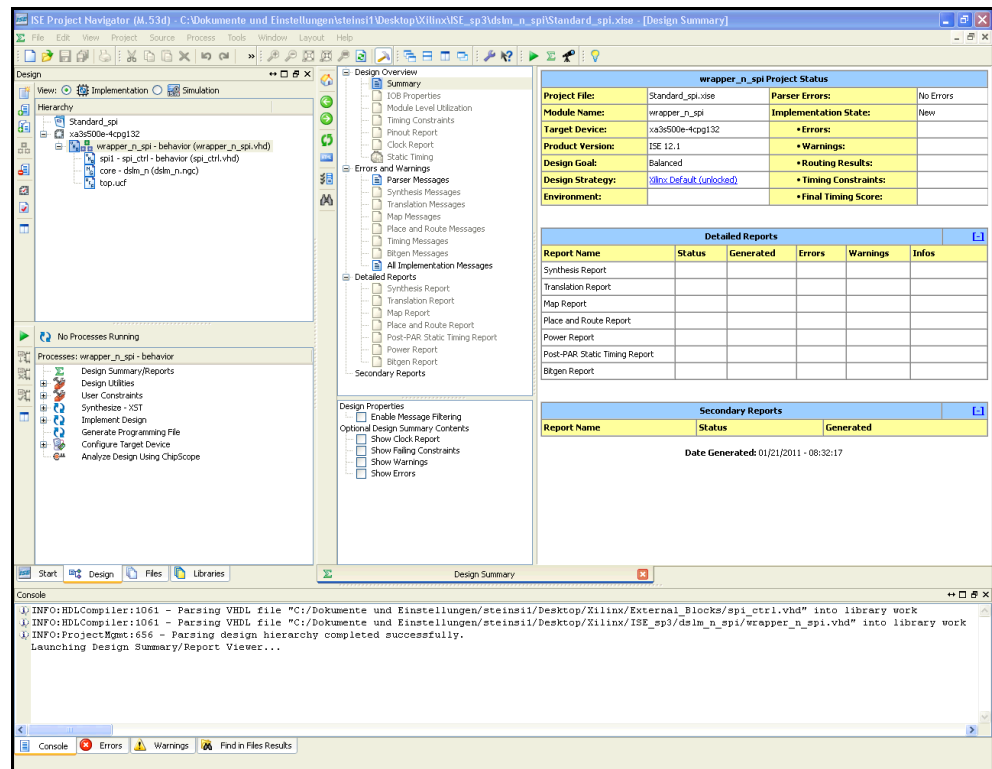 ISE Project Navigator (M.53d) - C:\Dokumente und Einstellungen\steinsi1\Desktop\Xilinx\ISE_sp3\dslm_n_spi\Standard_spi.xise - [Design Summary]
File Edit View Project Source Process Tools Window Layout Help
Design
View: Implementation Simulation
Hierarchy
Standard_spi
xa3s500e-4cpg132
wrapper_n_spi - behavior (wrapper_n_spi.vhd)
spi1 - spi_ctrl - behavior (spi_ctrl.vhd)
core - dslm_n (dslm_n.ngc)
top.ucf
No Processes Running
Processes: wrapper_n_spi - behavior
Design Summary/Reports
Design Utilities
User Constraints
Synthesize - XST
Implement Design
Generate Programming File
Configure Target Device
Analyze Design Using ChipScope
Start Design Files Libraries
Design Overview
Summary
IOB Properties
Module Level Utilization
Timing Constraints
Pinout Report
Clock Report
Static Timing
Errors and Warnings
Parser Messages
Synthesis Messages
Translation Messages
Map Messages
Place and Route Messages
Timing Messages
Bitgen Messages
All Implementation Messages
Detailed Reports
Synthesis Report
Translation Report
Map Report
Place and Route Report
Post-PAR Static Timing Report
Power Report
Bitgen Report
Secondary Reports
Design Properties
Enable Message Filtering
Optional Design Summary Contents
Show Clock Report
Show Failing Constraints
Show Warnings
Show Errors
Design Summary
wrapper_n_spi Project Status
Project File: Standard_spi.xise Parser Errors: No Errors
Module Name: wrapper_n_spi Implementation State: New
Target Device: xa3s500e-4cpg132 •Errors:
Product Version: ISE 12.1 •Warnings:
Design Goal: Balanced •Routing Results:
Design Strategy: Xilinx Default (unlocked) •Timing Constraints:
Environment: •Final Timing Score:
Detailed Reports [-]
Report Name Status Generated Errors Warnings Infos
Synthesis Report
Translation Report
Map Report
Place and Route Report
Power Report
Post-PAR Static Timing Report
Bitgen Report
Secondary Reports [-]
Report Name Status Generated
Date Generated: 01/21/2011 - 08:32:17
Console
INFO:HDLCompiler:1061 - Parsing VHDL file "C:/Dokumente und Einstellungen/steinsi1/Desktop/Xilinx/External_Blocks/spi_ctrl.vhd" into library work
INFO:HDLCompiler:1061 - Parsing VHDL file "C:/Dokumente und Einstellungen/steinsi1/Desktop/Xilinx/ISE_sp3/dslm_n_spi/wrapper_n_spi.vhd" into library work
INFO:ProjectMgmt:656 - Parsing design hierarchy completed successfully.
Launching Design Summary/Report Viewer...
Console Errors Warnings Find in Files Results